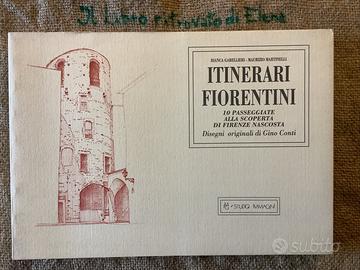 Il Libro ritrovato di Elena
BIANCA GARELLIERI - MAURIZIO MARTINELLI
ITINERARI
FIORENTINI
10 PASSEGGIATE
ALLA SCOPERTA
DI FIRENZE NASCOSTA
Disegni originali di Gino Conti
STUDIO IMMAGINI
subito